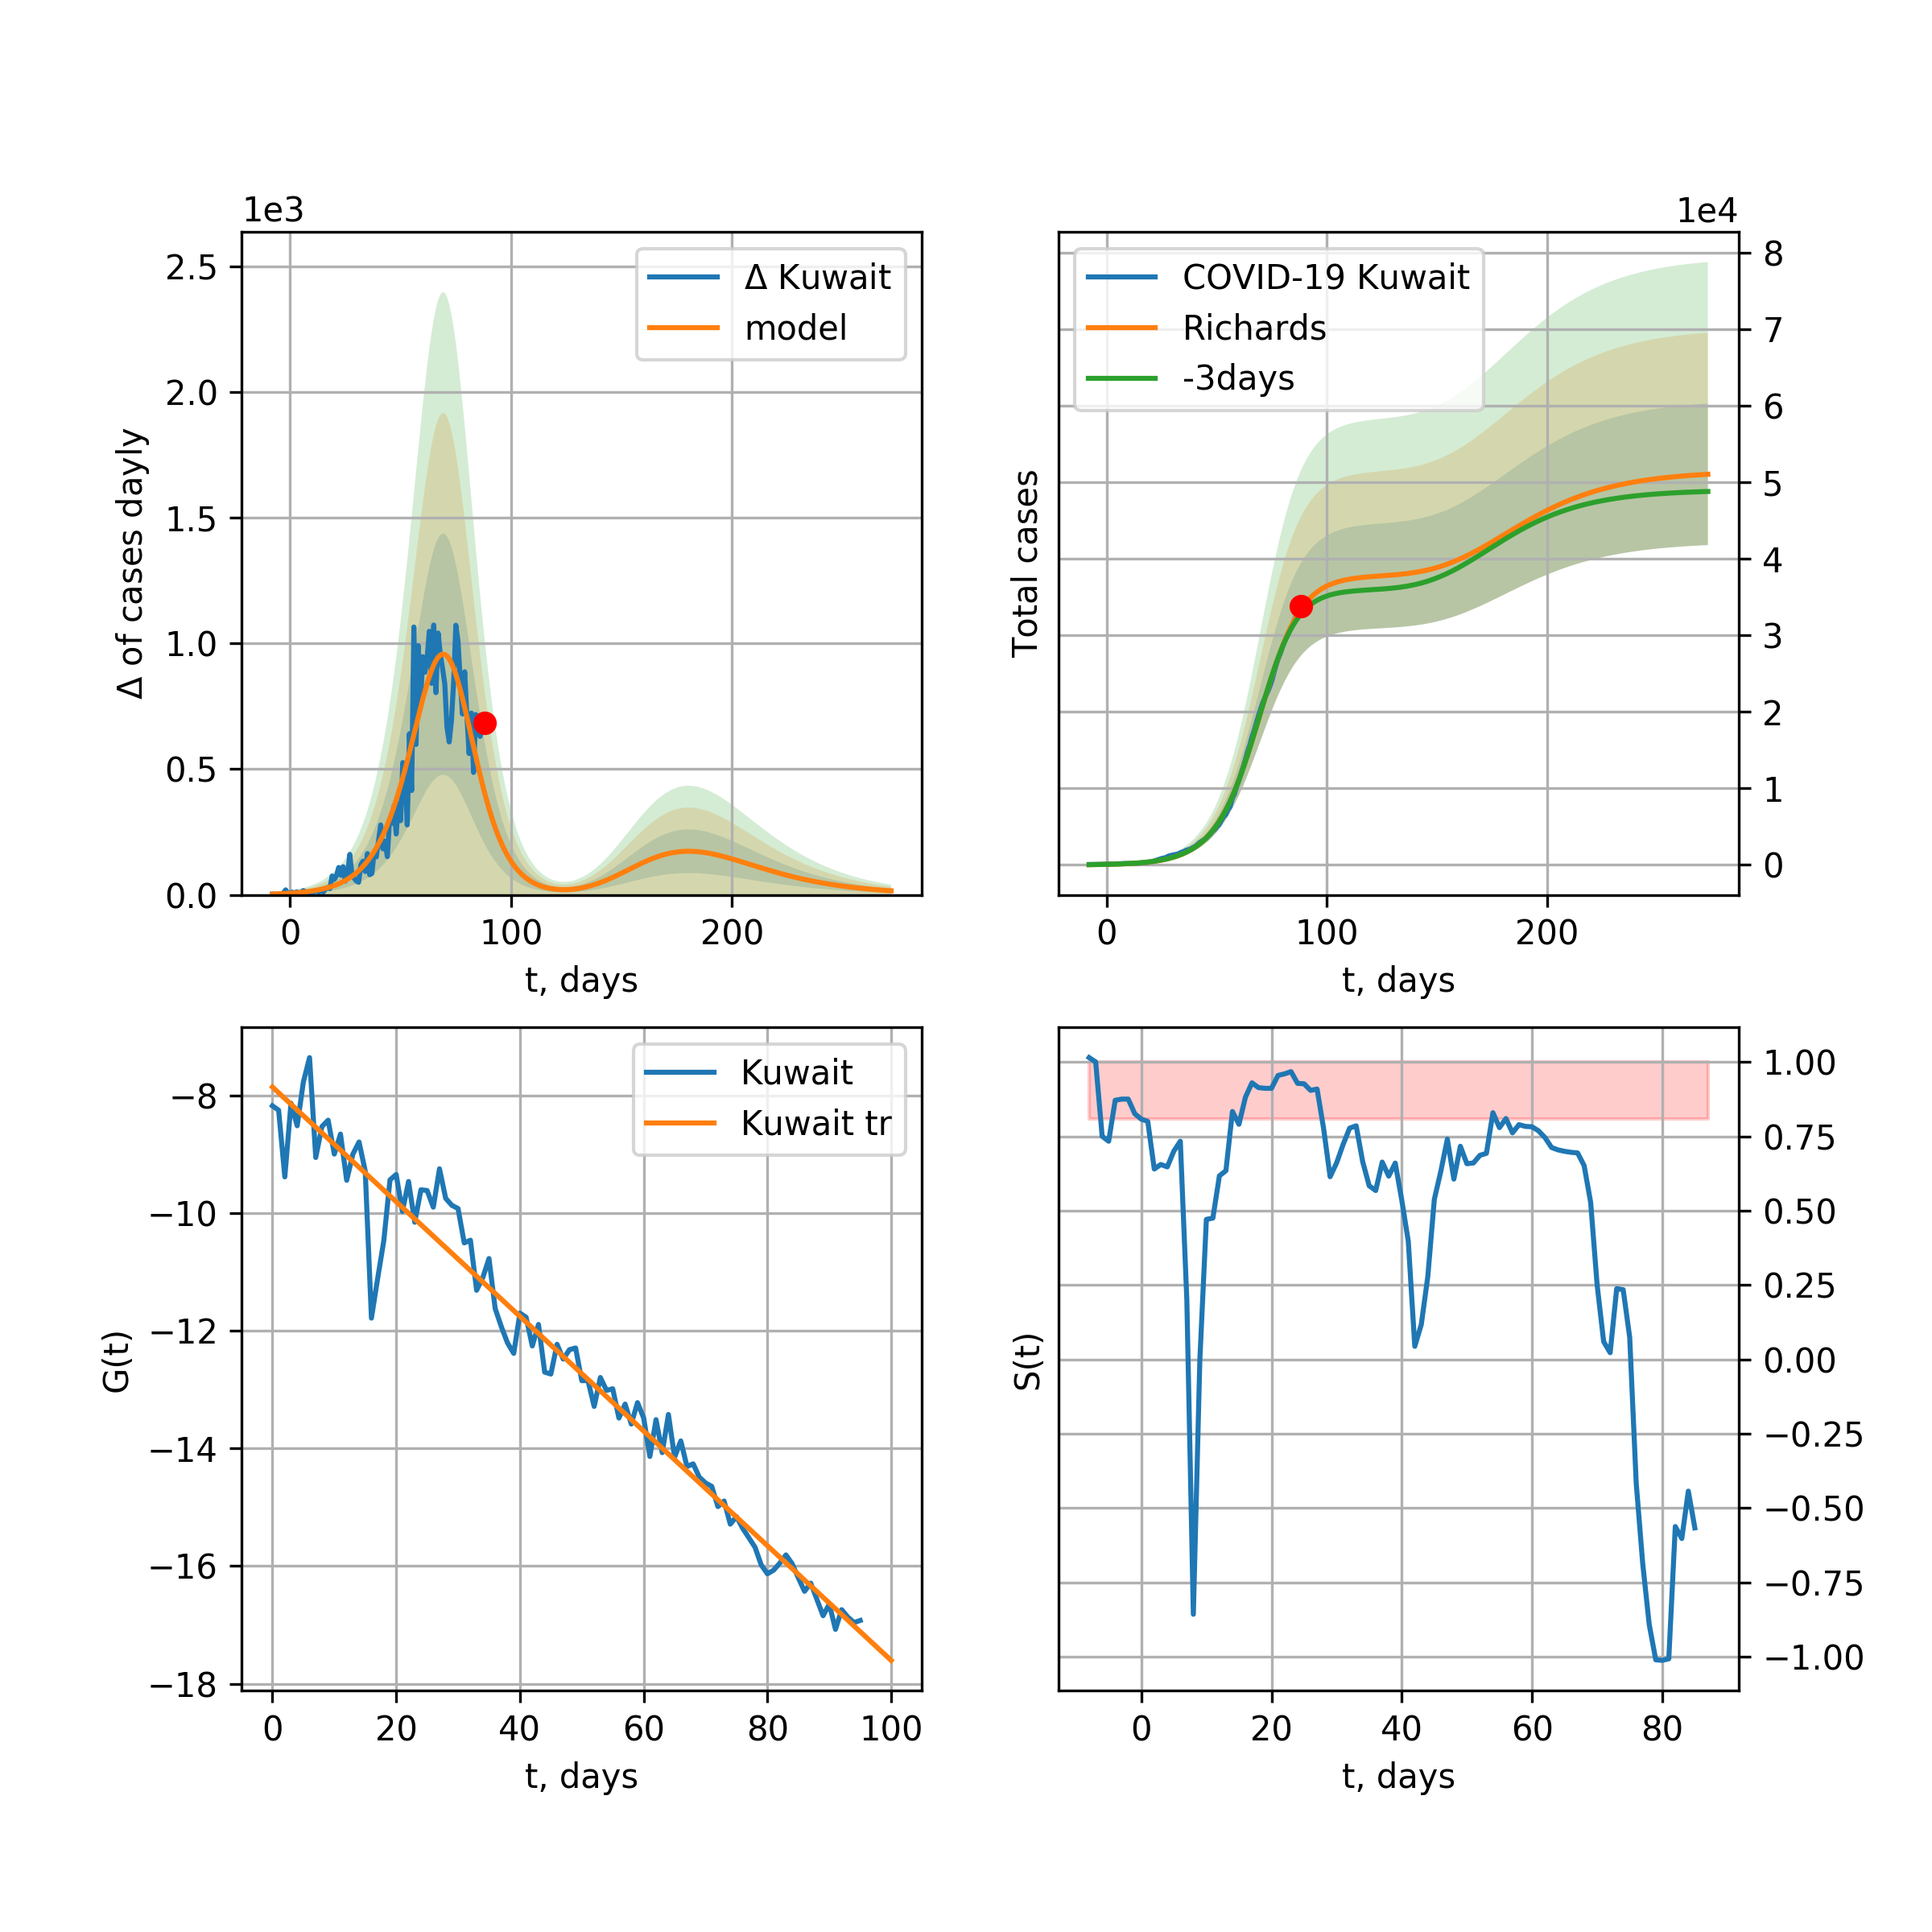 1e3
2.5
2.0
1.5
1.0
0.5
0.0
Δ of cases dayly
Δ Kuwait
model
0 100 200
t, days
1e4
8
7
6
5
4
3
2
1
0
Total cases
COVID-19 Kuwait
Richards
-3days
0 100 200
t, days
−8
−10
−12
−14
−16
−18
G(t)
Kuwait
Kuwait tr
0 20 40 60 80 100
t, days
1.00
0.75
0.50
0.25
0.00
−0.25
−0.50
−0.75
−1.00
S(t)
0 20 40 60 80
t, days